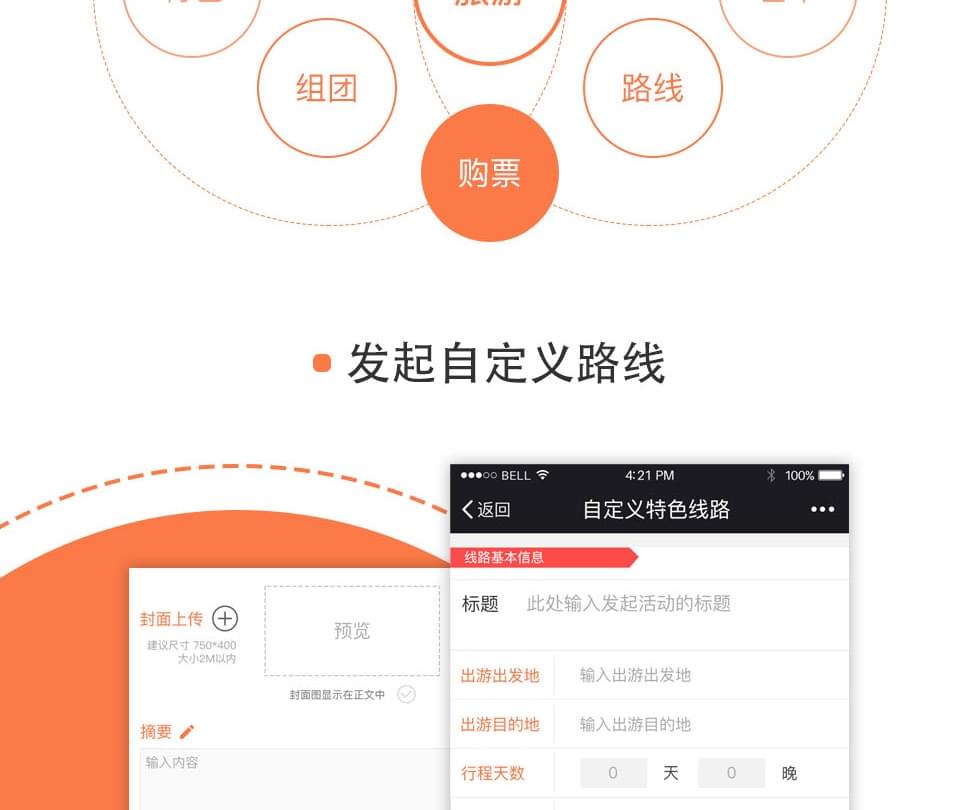 旅游
组团
路线
购票
发起自定义路线
BELL 4:21 PM 100%
返回 自定义特色线路
线路基本信息
标题 此处输入发起活动的标题
封面上传
建议尺寸 750*400
大小2M以内
预览
封面图显示在正文中
摘要
输入内容
出游出发地 输入出游出发地
出游目的地 输入出游目的地
行程天数 0 天 0 晚